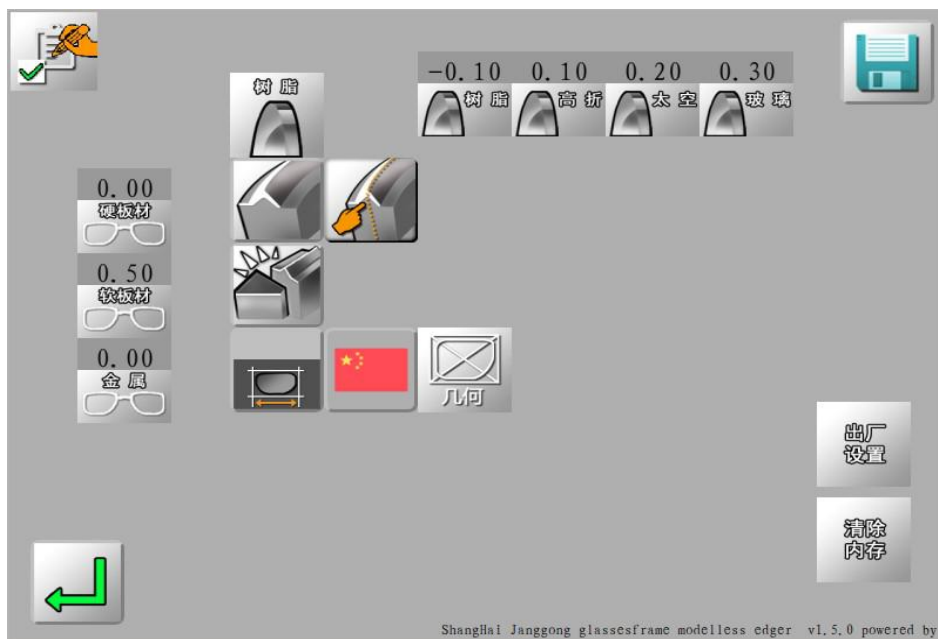 -0.10 0.10 0.20 0.30
树脂 高折 太空 玻璃
树脂
0.00
硬板材
0.50
软板材
0.00
金属
几何
出厂
设置
清除
内存
ShangHai Janggong glassesframe modelless edger v1.5.0 powered by